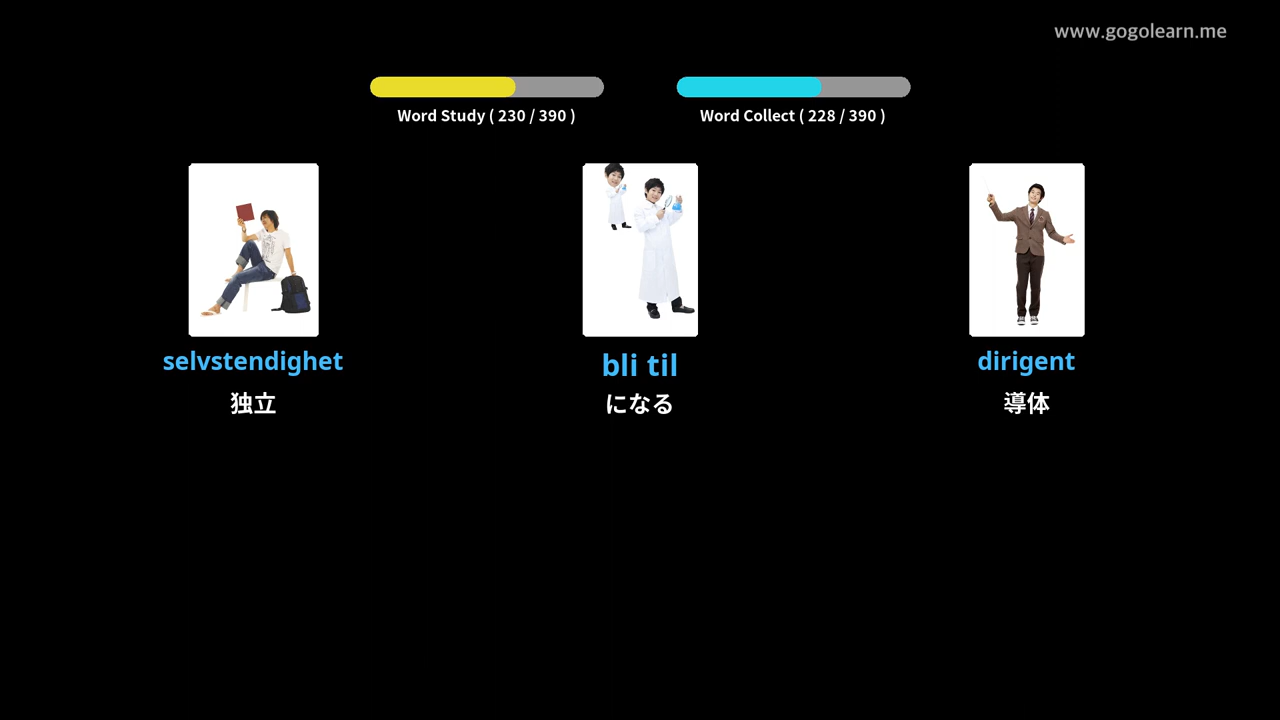 www.gogolearn.me
Word Study ( 230 / 390 )
Word Collect ( 228 / 390 )
selvstendighet
bli til
dirigent
独立
になる
導体